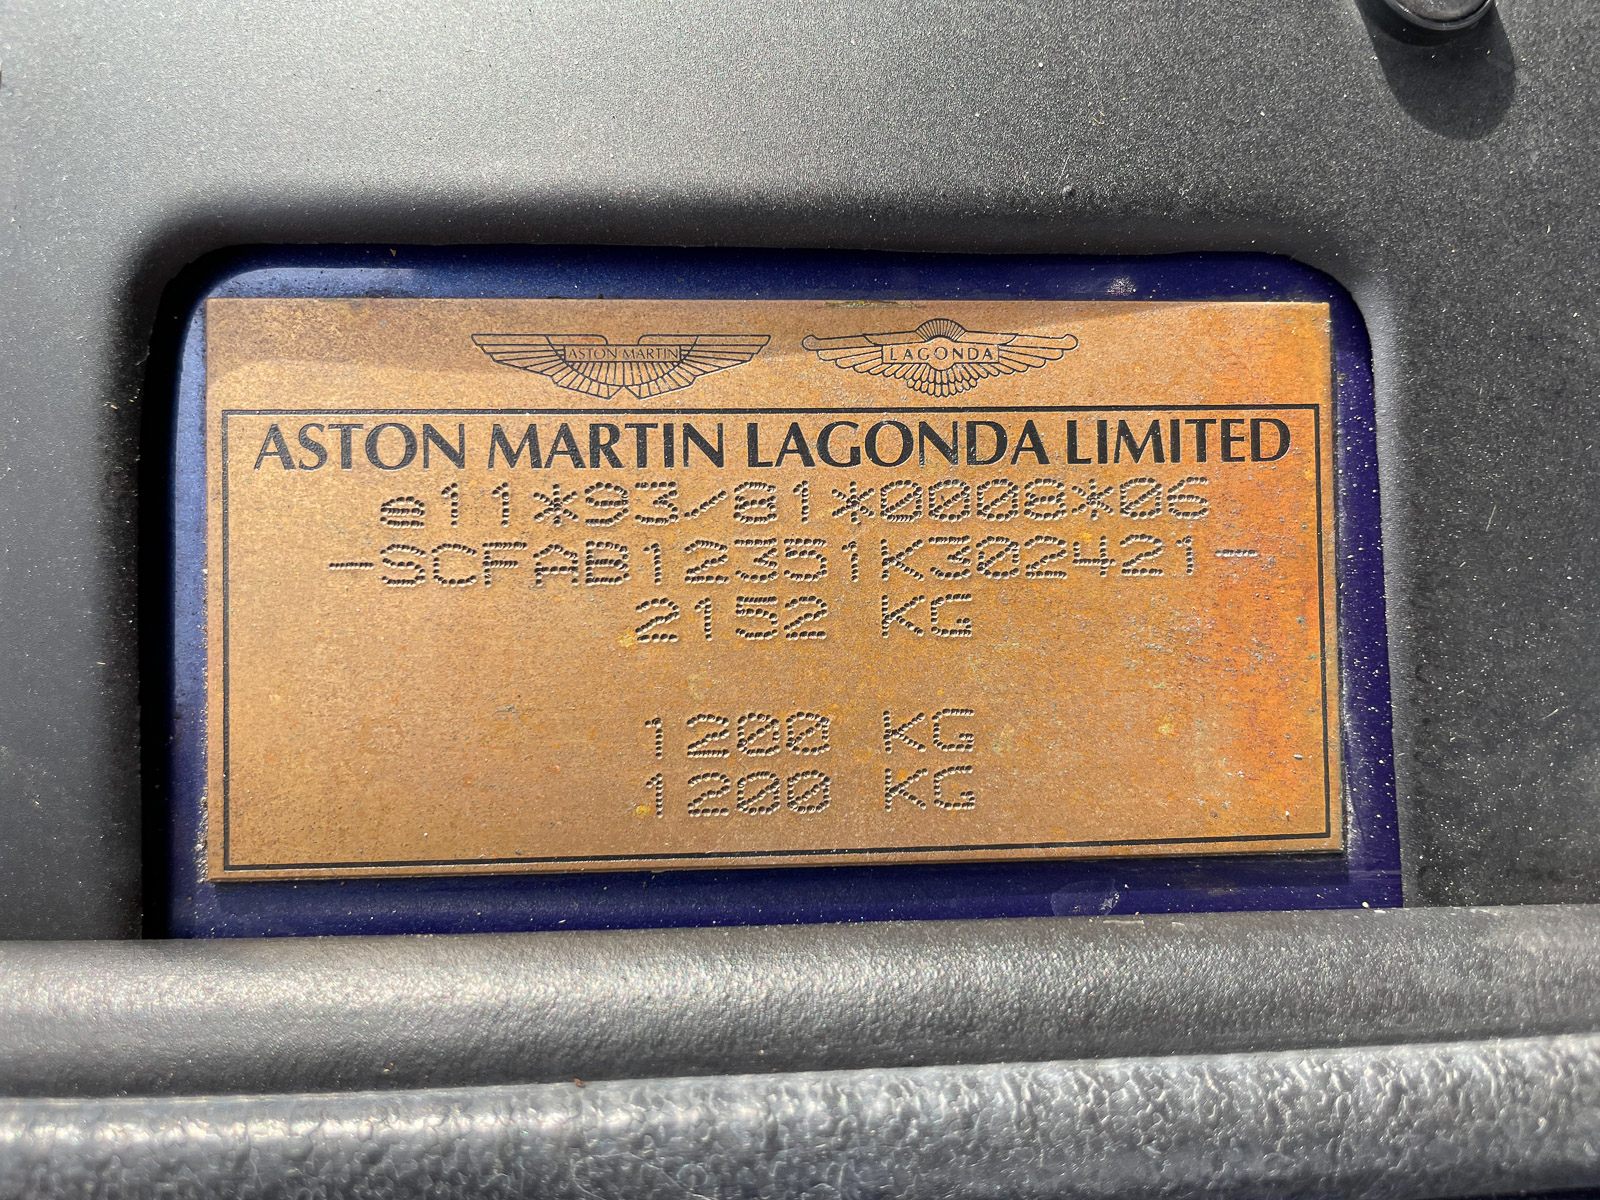 ASTON MARTIN LAGONDA
ASTON MARTIN LAGONDA LIMITED
e11*93/81*0008*06
-SCFAB12351K302421-
2152 KG
1200 KG
1200 KG